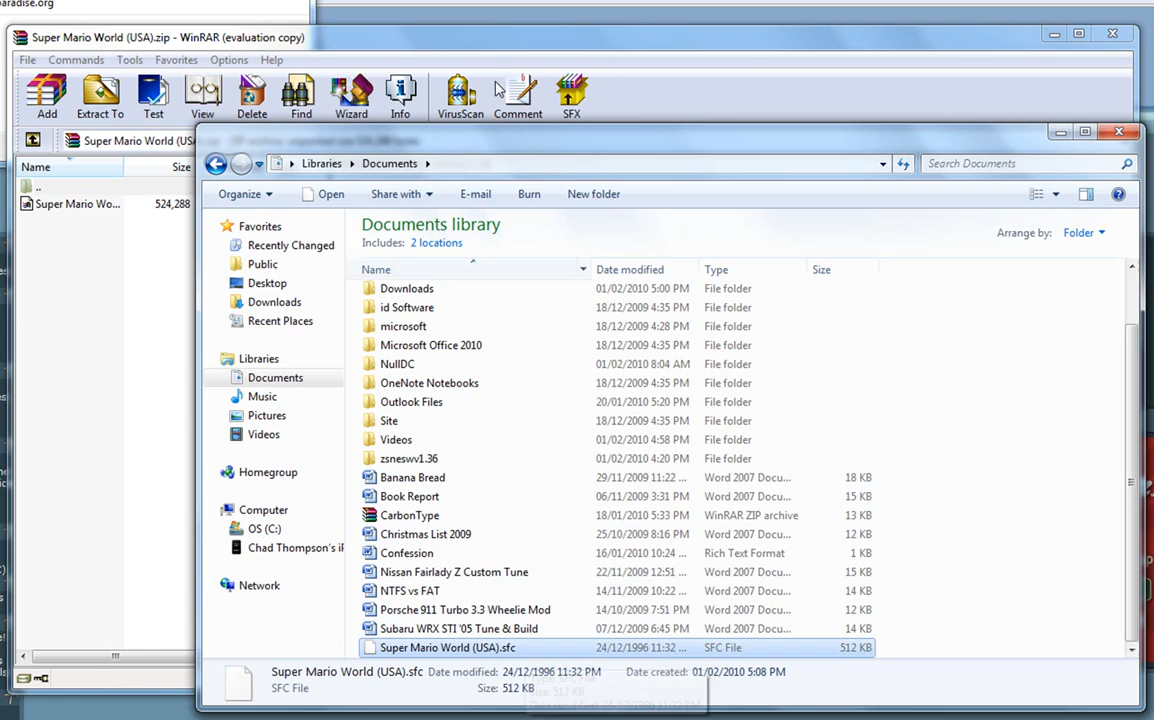 aradise.org
Super Mario World (USA).zip - WinRAR (evaluation copy)
File Commands Tools Favorites Options Help
Add Extract To Test View Delete Find Wizard Info VirusScan Comment SFX
Super Mario World (USA
Name Size
..
Super Mario Wo... 524,288
Libraries Documents
Search Documents
Organize Open Share with E-mail Burn New folder
Documents library
Includes: 2 locations
Arrange by: Folder
Favorites
Recently Changed
Public
Desktop
Downloads
Recent Places
Libraries
Documents
Music
Pictures
Videos
Homegroup
Computer
OS (C:)
Chad Thompson's iP
Network
Name Date modified Type Size
Downloads 01/02/2010 5:00 PM File folder
id Software 18/12/2009 4:35 PM File folder
microsoft 18/12/2009 4:28 PM File folder
Microsoft Office 2010 18/12/2009 4:35 PM File folder
NullDC 01/02/2010 8:04 AM File folder
OneNote Notebooks 18/12/2009 4:35 PM File folder
Outlook Files 20/01/2010 5:20 PM File folder
Site 18/12/2009 4:35 PM File folder
Videos 01/02/2010 4:58 PM File folder
zsneswv1.36 01/02/2010 4:20 PM File folder
Banana Bread 29/11/2009 11:22 ... Word 2007 Docu... 18 KB
Book Report 06/11/2009 3:31 PM Word 2007 Docu... 15 KB
CarbonType 18/01/2010 5:33 PM WinRAR ZIP archive 13 KB
Christmas List 2009 25/10/2009 8:16 PM Word 2007 Docu... 12 KB
Confession 16/01/2010 10:24 ... Rich Text Format 1 KB
Nissan Fairlady Z Custom Tune 22/11/2009 12:51 ... Word 2007 Docu... 15 KB
NTFS vs FAT 14/11/2009 10:22 ... Word 2007 Docu... 14 KB
Porsche 911 Turbo 3.3 Wheelie Mod 14/10/2009 7:51 PM Word 2007 Docu... 12 KB
Subaru WRX STI '05 Tune & Build 07/12/2009 6:45 PM Word 2007 Docu... 14 KB
Super Mario World (USA).sfc 24/12/1996 11:32 ... SFC File 512 KB
Super Mario World (USA).sfc Date modified: 24/12/1996 11:32 PM Date created: 01/02/2010 5:08 PM
SFC File Size: 512 KB